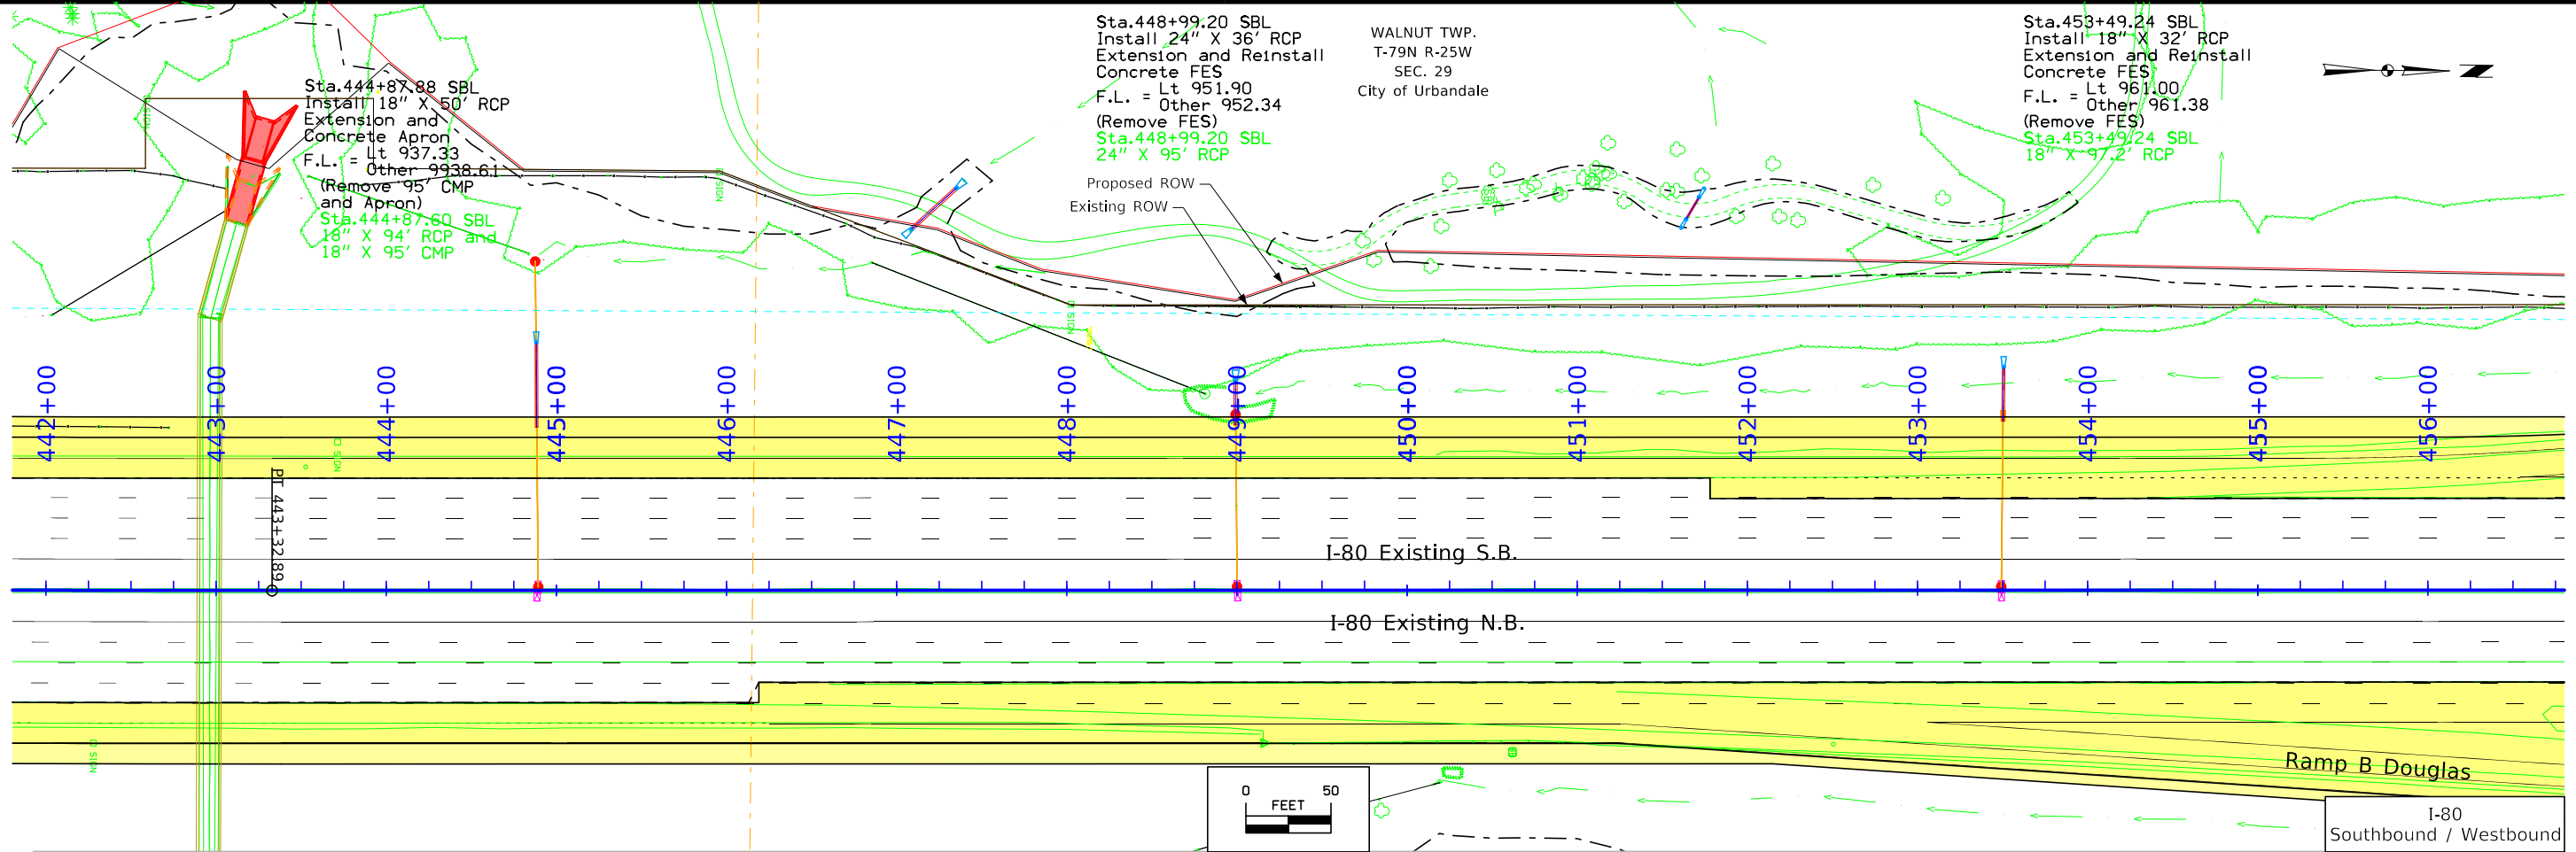 Sta.444+87.88 SBL
Install 18" X 50' RCP
Extension and
Concrete Apron
F.L. = Lt 937.33
Other 9938.61
(Remove 95' CMP
and Apron)
Sta.444+87.60 SBL
18" X 94' RCP and
18" X 95' CMP
Sta.448+99.20 SBL
Install 24" X 36' RCP
Extension and Reinstall
Concrete FES
F.L. = Lt 951.90
Other 952.34
(Remove FES)
Sta.448+99.20 SBL
24" X 95' RCP
WALNUT TWP.
T-79N R-25W
SEC. 29
City of Urbandale
Sta.453+49.24 SBL
Install 18" X 32' RCP
Extension and Reinstall
Concrete FES
F.L. = Lt 961.00
Other 961.38
(Remove FES)
Sta.453+49.24 SBL
18" X 97.2' RCP
Proposed ROW
Existing ROW
SIGN
SIGN
SIGN
442+00
443+00
444+00
445+00
446+00
447+00
448+00
449+00
450+00
451+00
452+00
453+00
454+00
455+00
456+00
SIGN
PT 443+32.89
I-80 Existing S.B.
I-80 Existing N.B.
SIGN
Ramp B Douglas
0 50
FEET
I-80
Southbound / Westbound